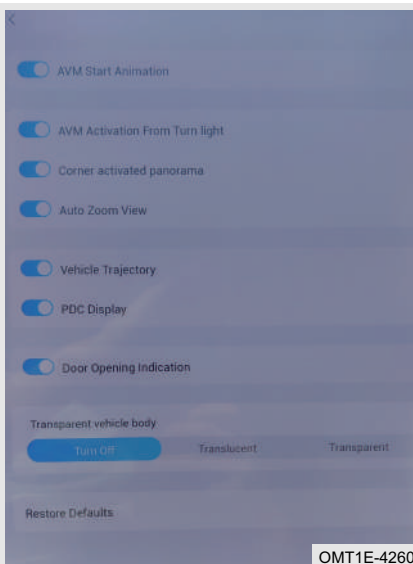 AVM Start Animation
AVM Activation From Turn light
Corner activated panorama
Auto Zoom View
Vehicle Trajectory
PDC Display
Door Opening Indication
Transparent vehicle body
Turn Off Translucent Transparent
Restore Defaults
OMT1E-4260